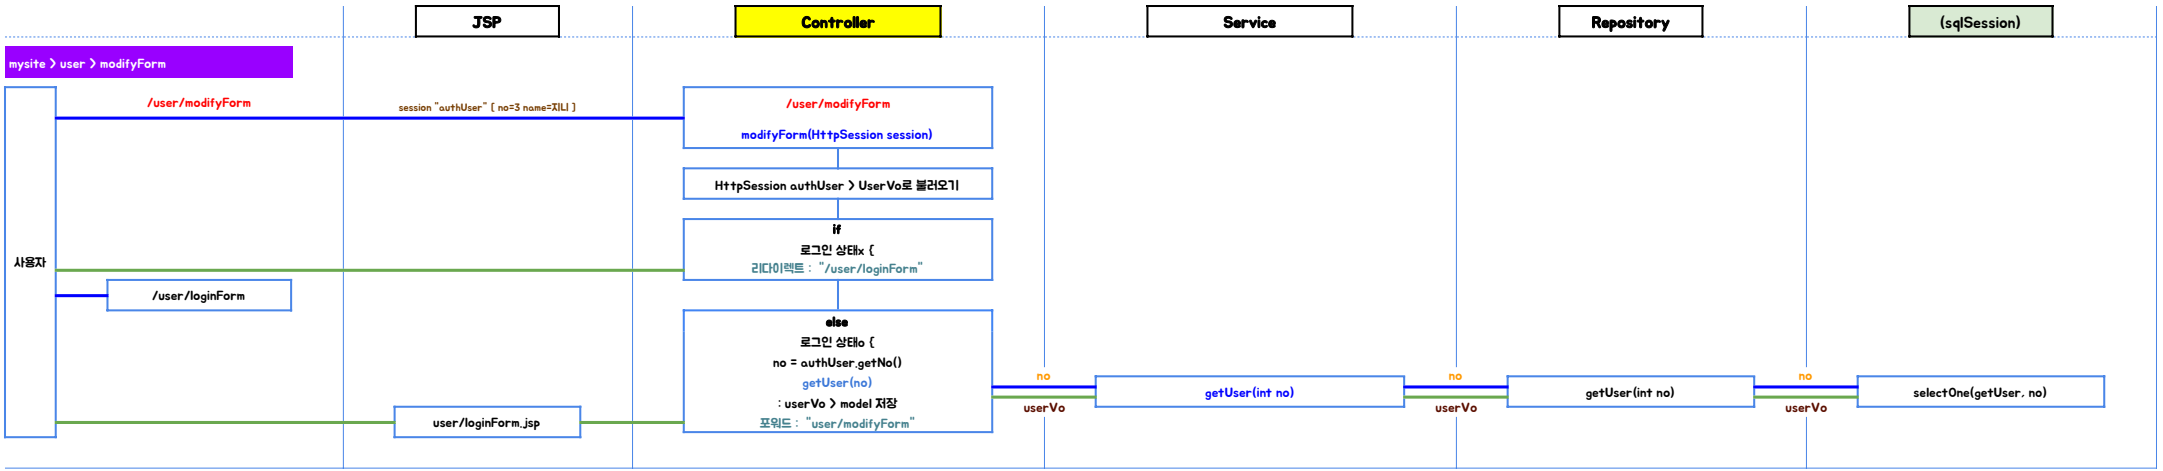 JSP
Controller
Service
Repository
(sqlSession)
mysite > user > modifyForm
/user/modifyForm
session "authUser" [ no=3 name=지니 ]
/user/modifyForm
modifyForm(HttpSession session)
HttpSession authUser > UserVo로 불러오기
if
로그인 상태x {
리다이렉트 : "/user/loginForm"
사용자
/user/loginForm
else
로그인 상태o {
no = authUser.getNo()
getUser(no)
: userVo > model 저장
포워드 : "user/modifyForm"
no
getUser(int no)
userVo
no
getUser(int no)
userVo
no
selectOne(getUser, no)
userVo
user/loginForm.jsp